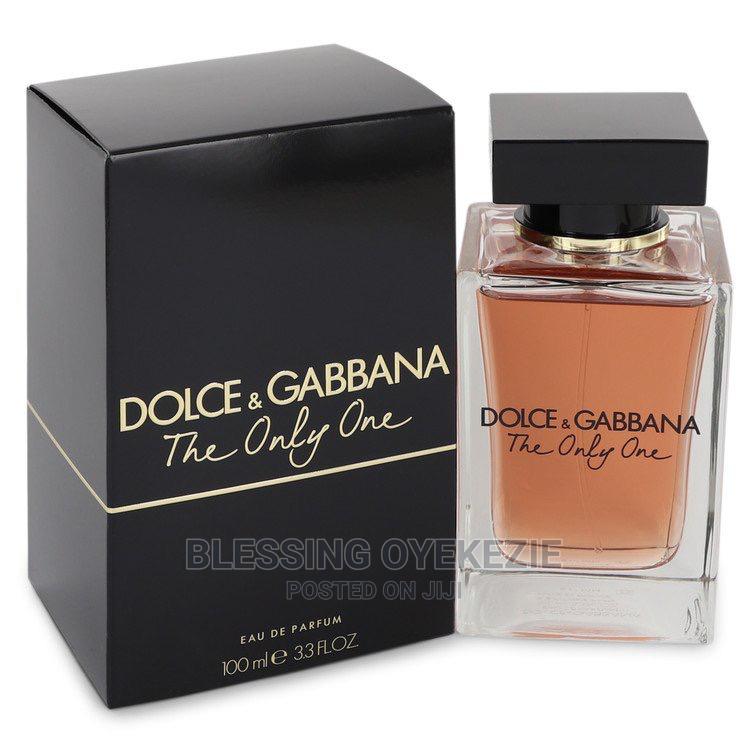 DOLCE & GABBANA
The Only One
EAU DE PARFUM
100 ml e 3.3 FL.OZ.
DOLCE & GABBANA
The Only One
BLESSING OYEKEZIE
POSTED ON JIJI